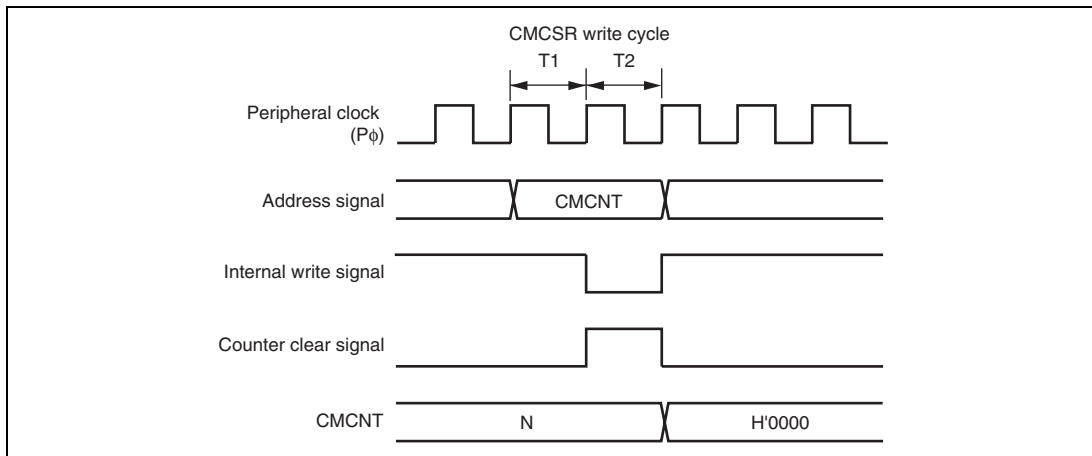 CMCSR write cycle
T1 T2
Peripheral clock
(Pϕ)
Address signal CMCNT
Internal write signal
Counter clear signal
CMCNT N H'0000